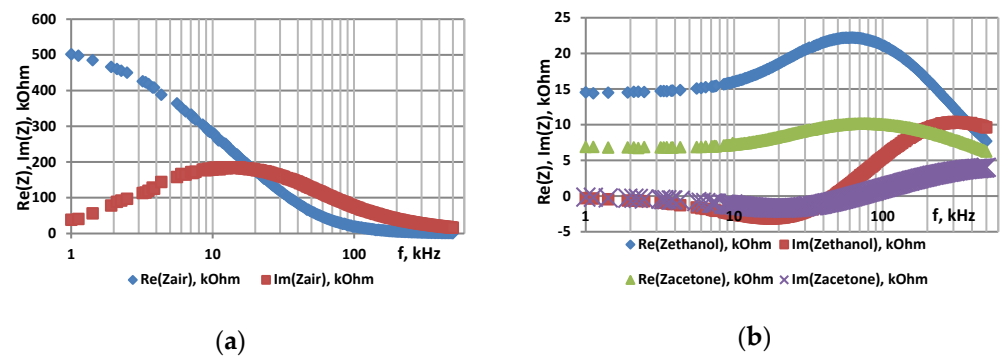 600
500
400
300
200
100
0
Re(Z), Im(Z), kOhm
1
10
100
f, kHz
Re(Zair), kOhm
Im(Zair), kOhm
(a)
25
20
15
10
5
0
-5
Re(Z), Im(Z), kOhm
1
10
100
f, kHz
Re(Zethanol), kOhm
Im(Zethanol), kOhm
Re(Zacetone), kOhm
Im(Zacetone), kOhm
(b)